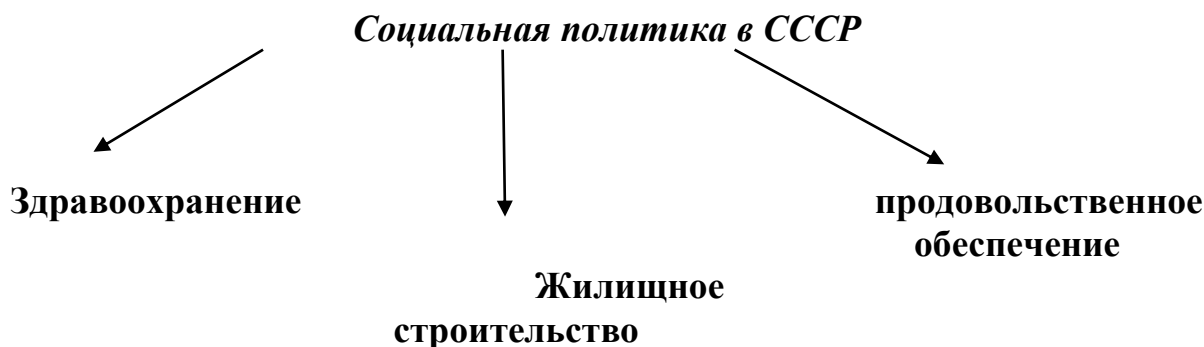 Социальная политика в СССР
Здравоохранение
продовольственное
обеспечение
Жилищное
строительство